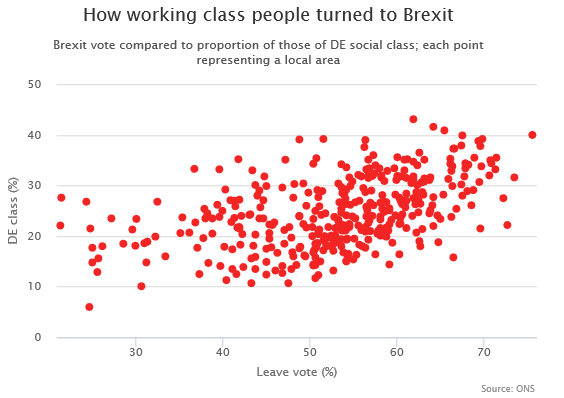 How working class people turned to Brexit
Brexit vote compared to proportion of those of DE social class; each point
representing a local area
50
40
30
20
10
0
DE class (%)
30 40 50 60 70
Leave vote (%)
Source: ONS